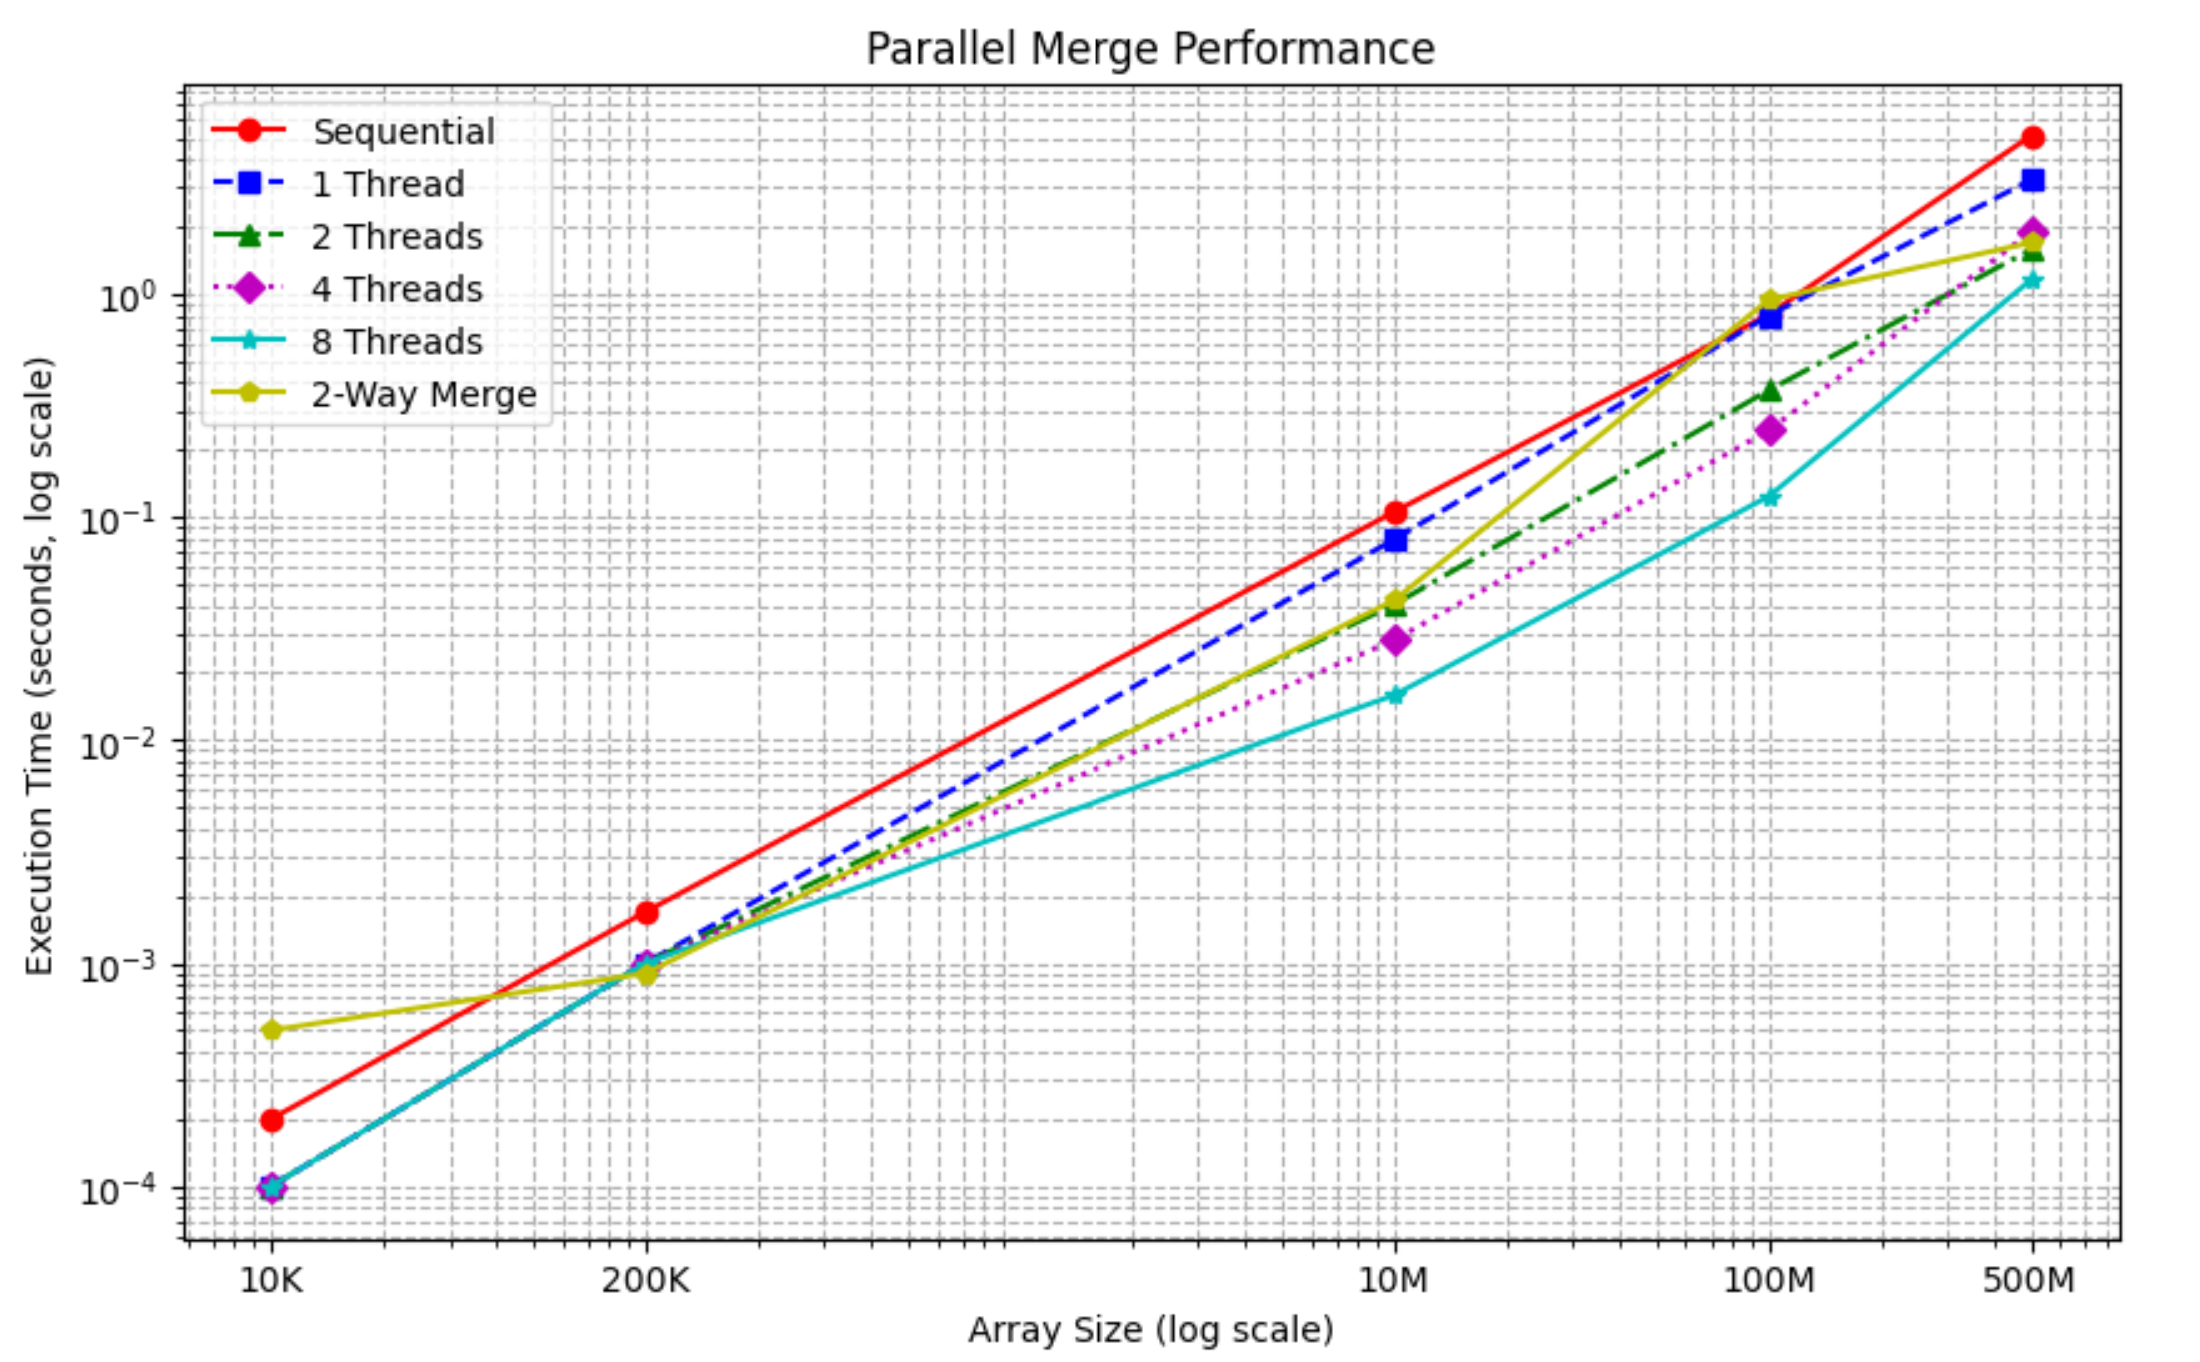 Parallel Merge Performance
Sequential
1 Thread
2 Threads
4 Threads
8 Threads
2-Way Merge
Execution Time (seconds, log scale)
10⁰
10⁻¹
10⁻²
10⁻³
10⁻⁴
10K 200K 10M 100M 500M
Array Size (log scale)